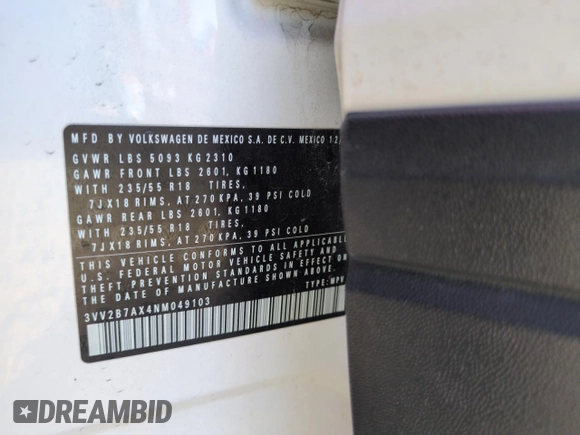 MFD BY VOLKSWAGEN DE MEXICO S.A. DE C.V. MEXICO 12/
GVWR LBS 5093 KG2310
GAWR FRONT LBS 2601, KG1180
WITH 235/55 R18 TIRES,
7JX18 RIMS, AT 270KPA, 39 PSI COLD
GAWR REAR LBS 2601, KG1180
WITH 235/55 R18 TIRES,
7JX18 RIMS, AT 270KPA, 39 PSI COLD
THIS VEHICLE CONFORMS TO ALL APPLICABLE
U.S. FEDERAL MOTOR VEHICLE SAFETY AND
THEFT PREVENTION STANDARDS IN EFFECT ON
THE DATE OF MANUFACTURE SHOWN ABOVE.
3VV2B7AX4NM049103 TYPE: MPV
DREAMBID